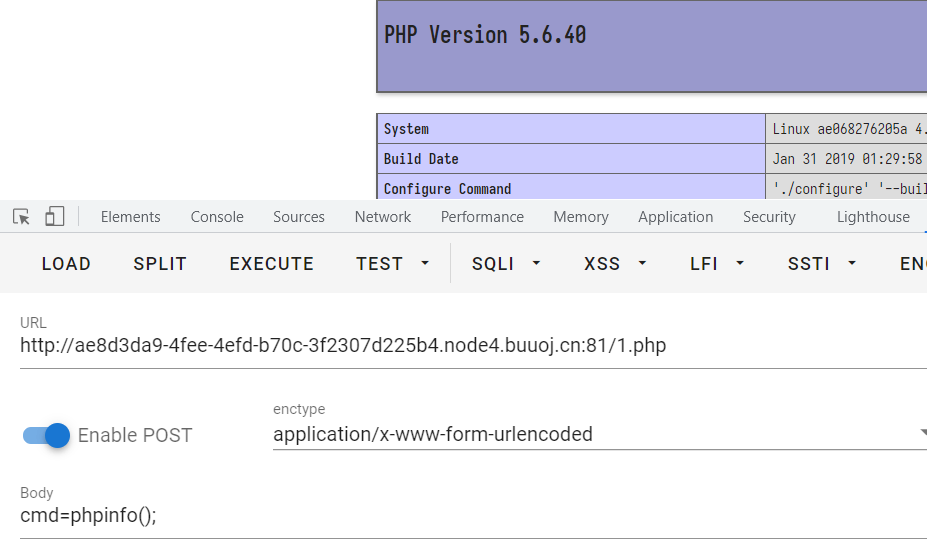 PHP Version 5.6.40
System Linux ae068276205a 4.
Build Date Jan 31 2019 01:29:58
Configure Command './configure' '--buil
Elements Console Sources Network Performance Memory Application Security Lighthouse
LOAD SPLIT EXECUTE TEST SQLI XSS LFI SSTI EN
URL
http://ae8d3da9-4fee-4efd-b70c-3f2307d225b4.node4.buuoj.cn:81/1.php
enctype
Enable POST application/x-www-form-urlencoded
Body
cmd=phpinfo();